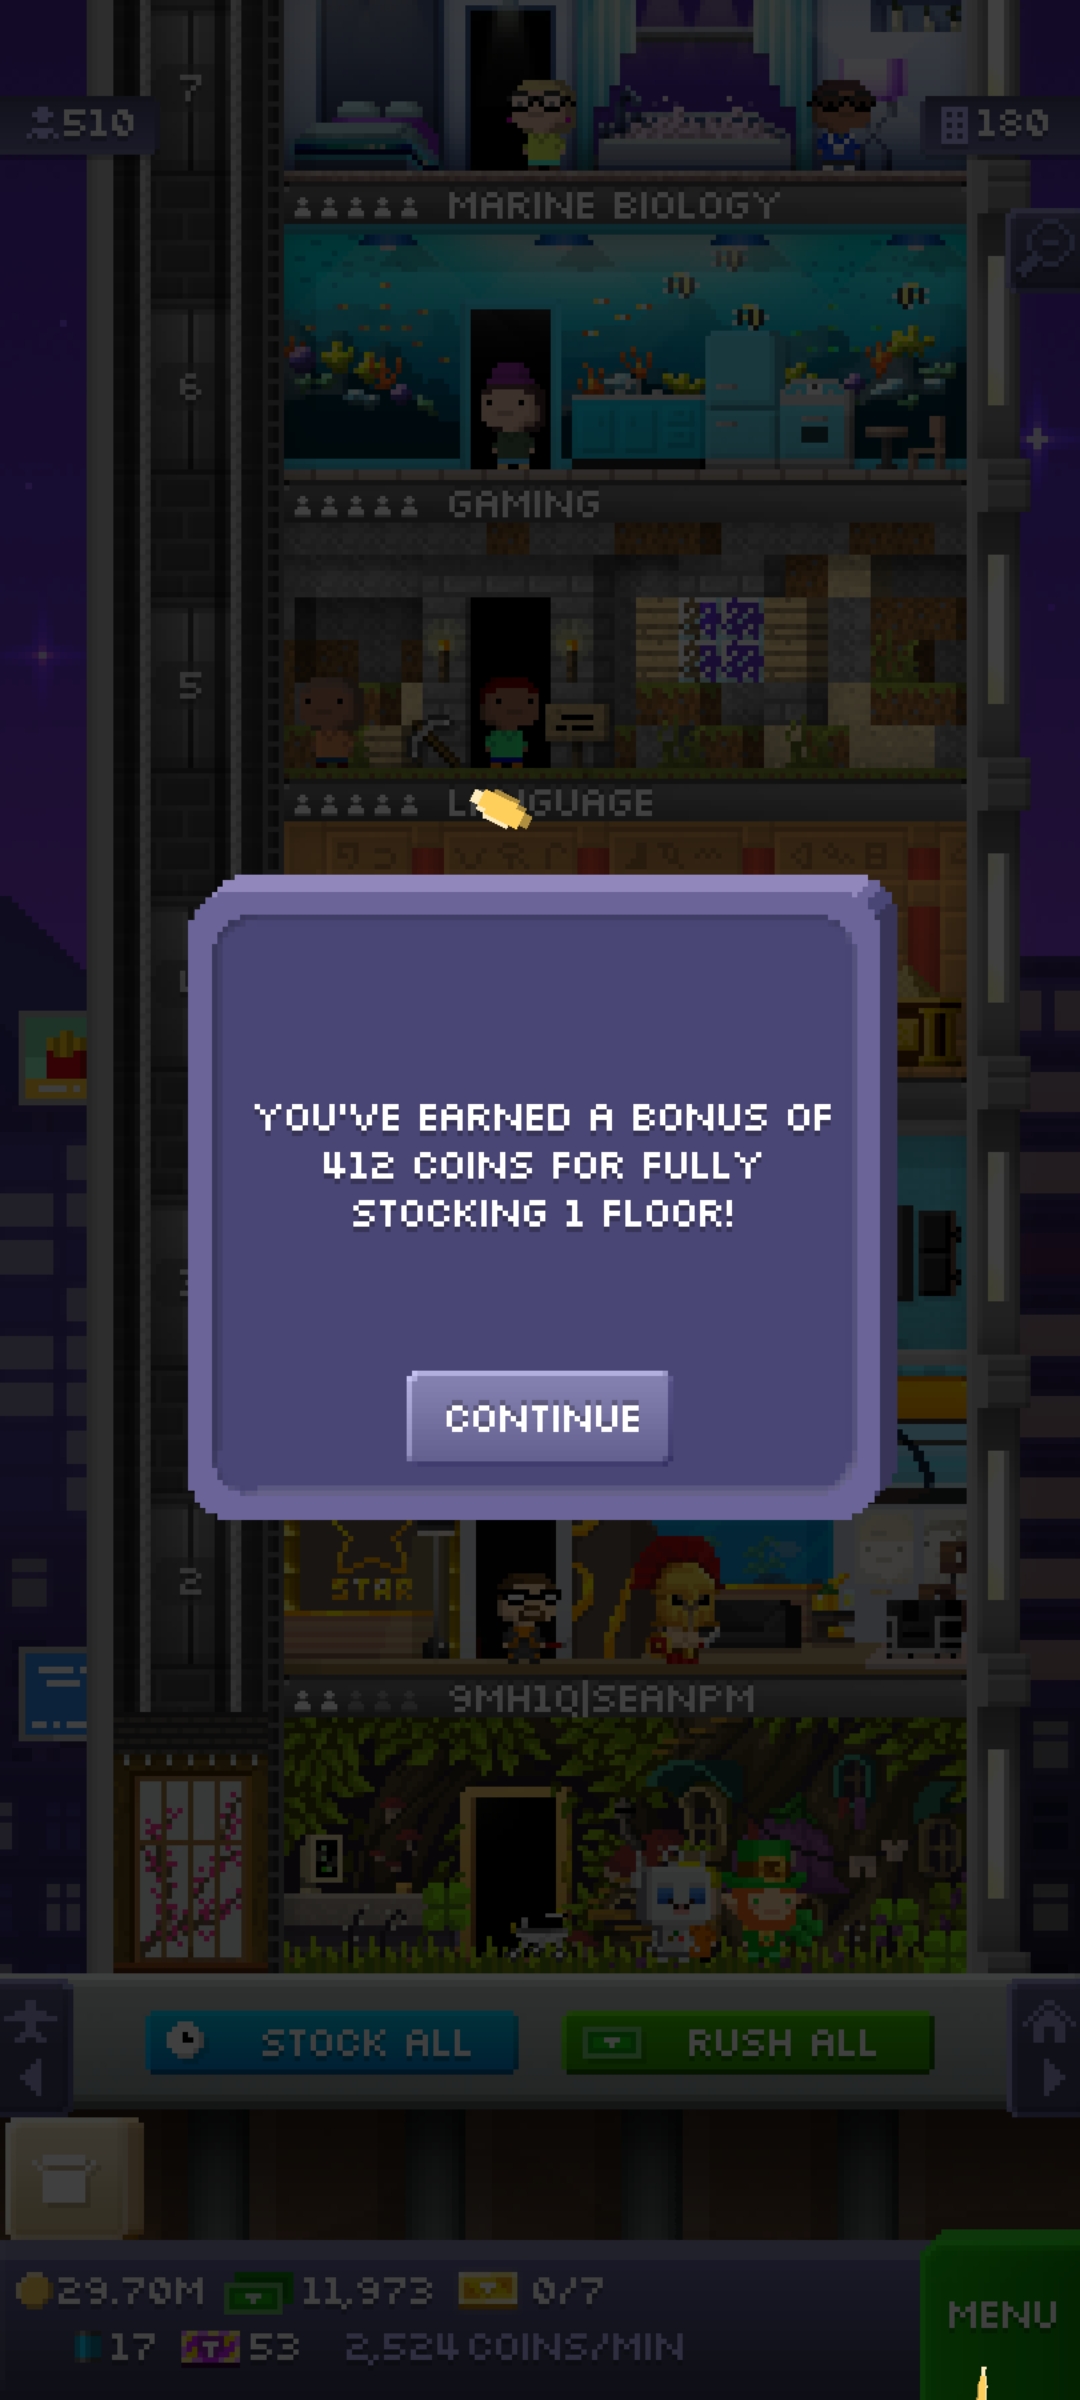 7
510
180
MARINE BIOLOGY
6
GAMING
5
YOU'VE EARNED A BONUS OF
412 COINS FOR FULLY
STOCKING 1 FLOOR!
CONTINUE
2
STAR
9MH1Q|SEANPM
STOCK ALL
RUSH ALL
29.70M 11,973 0/7
MENU
17 53 2,524 COINS/MIN